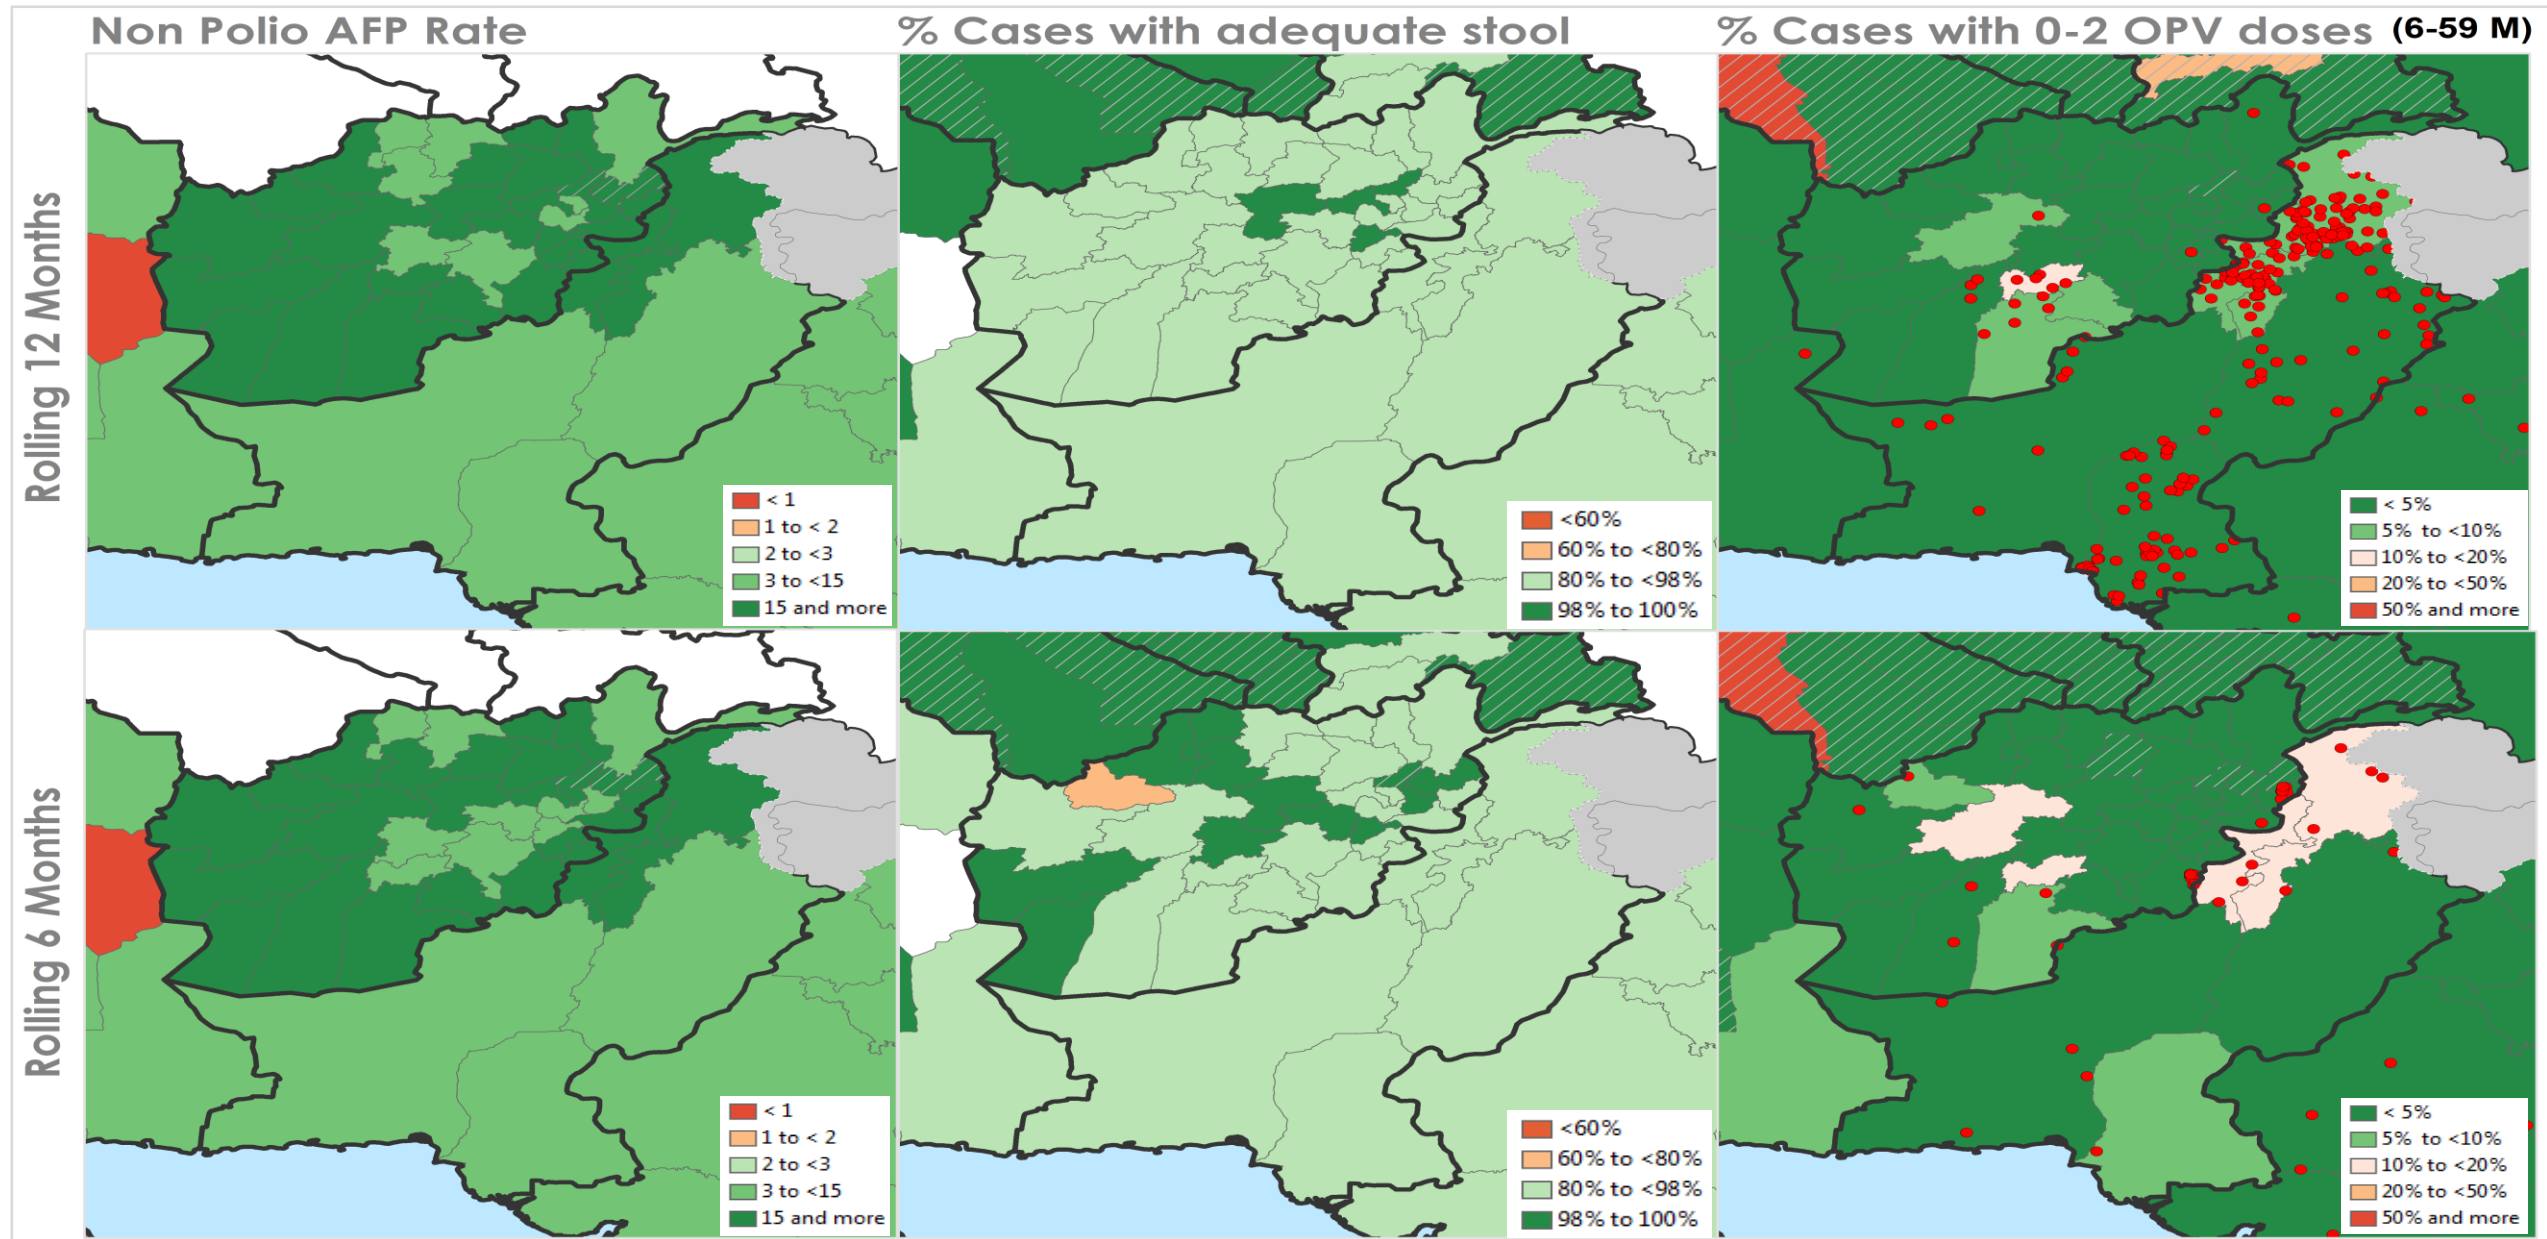 Non Polio AFP Rate
% Cases with adequate stool
% Cases with 0-2 OPV doses (6-59 M)
Rolling 12 Months
< 1
1 to < 2
2 to <3
3 to <15
15 and more
<60%
60% to <80%
80% to <98%
98% to 100%
< 5%
5% to <10%
10% to <20%
20% to <50%
50% and more
Rolling 6 Months
< 1
1 to < 2
2 to <3
3 to <15
15 and more
<60%
60% to <80%
80% to <98%
98% to 100%
< 5%
5% to <10%
10% to <20%
20% to <50%
50% and more